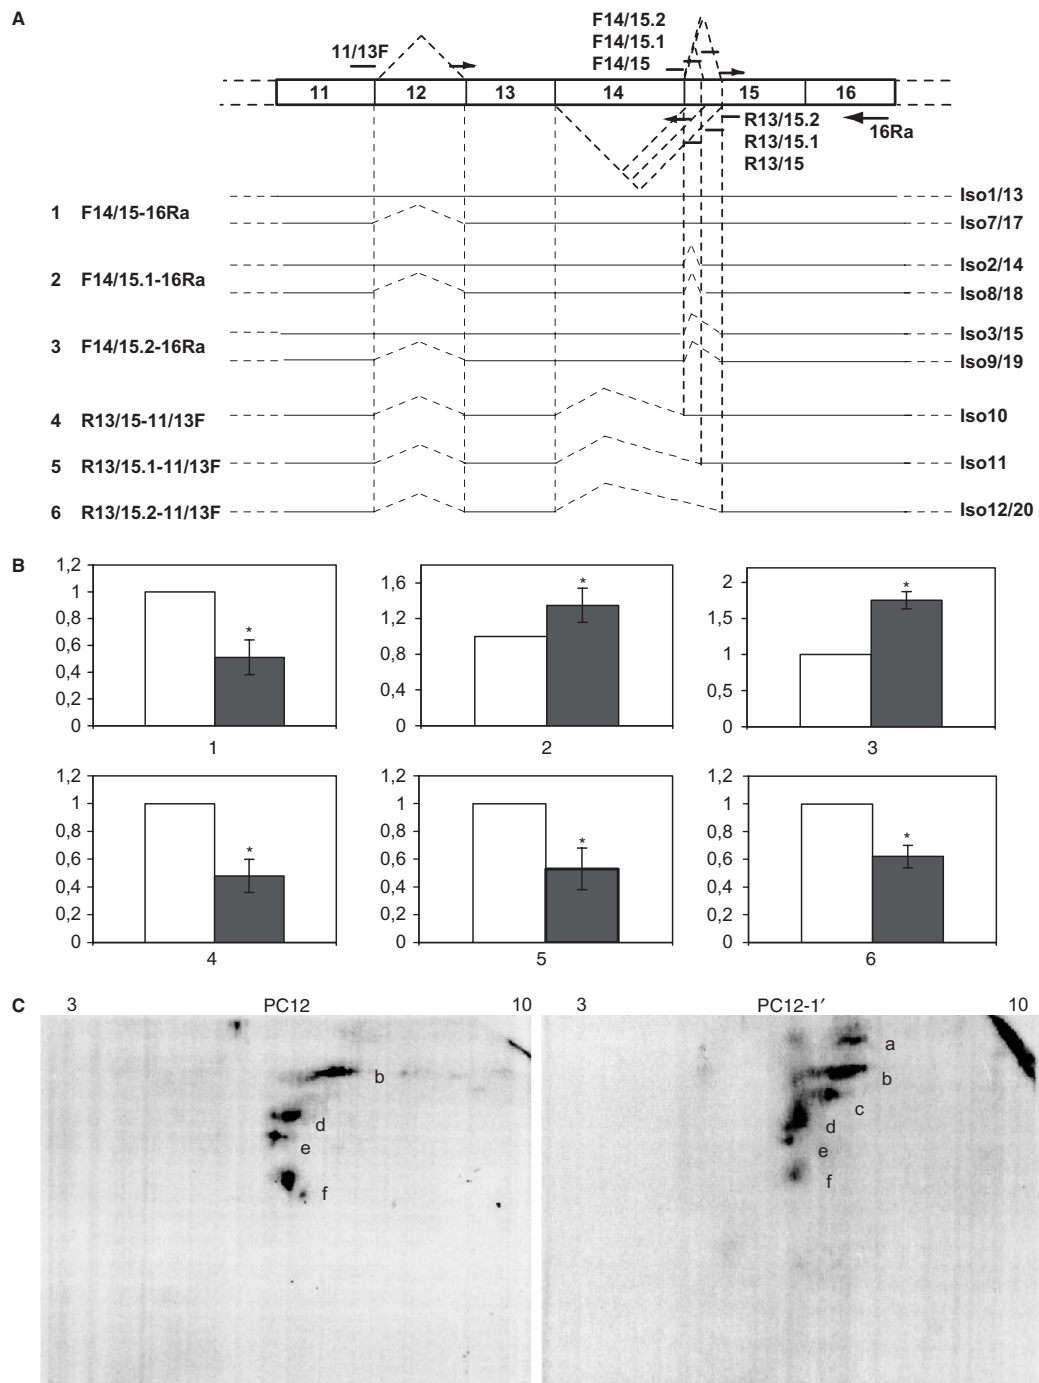 A
11/13F
F14/15.2
F14/15.1
F14/15
11 12 13 14 15 16
R13/15.2
R13/15.1
R13/15
16Ra
1 F14/15-16Ra
Iso1/13
Iso7/17
2 F14/15.1-16Ra
Iso2/14
Iso8/18
3 F14/15.2-16Ra
Iso3/15
Iso9/19
4 R13/15-11/13F
Iso10
5 R13/15.1-11/13F
Iso11
6 R13/15.2-11/13F
Iso12/20
B
1,2
1
0,8
0,6
0,4
0,2
0
*
1
1,6
1,2
0,8
0,4
0
*
2
2
1,5
1
0,5
0
*
3
1,2
1
0,8
0,6
0,4
0,2
0
*
4
1,2
1
0,8
0,6
0,4
0,2
0
*
5
1,2
1
0,8
0,6
0,4
0,2
0
*
6
C
3 PC12 10
b
d
e
f
3 PC12-1′ 10
a
b
c
d
e
f